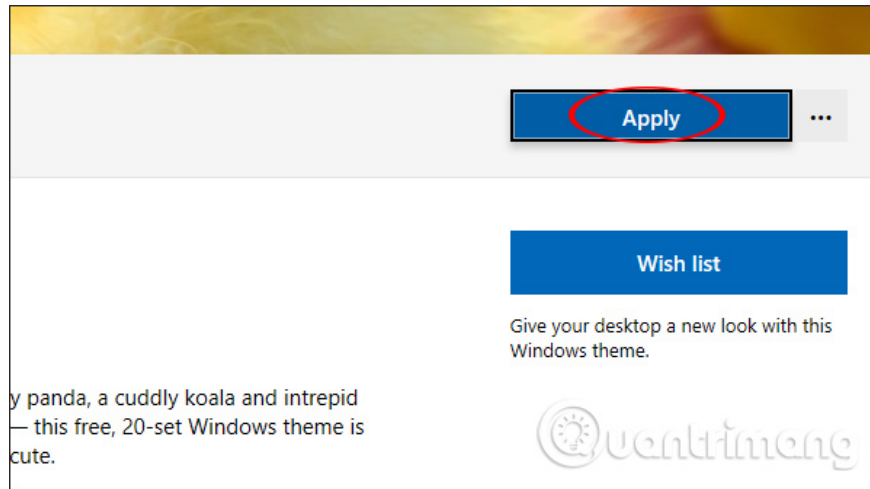 Apply
...
Wish list
Give your desktop a new look with this
Windows theme.
y panda, a cuddly koala and intrepid
— this free, 20-set Windows theme is
cute.
Quantrimang